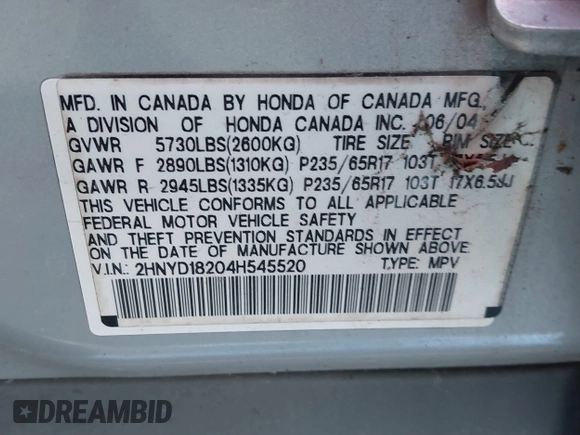 MFD. IN CANADA BY HONDA OF CANADA MFG.,
A DIVISION OF HONDA CANADA INC. 06/04
GVWR 5730LBS(2600KG) TIRE SIZE RIM SIZE
GAWR F 2890LBS(1310KG) P235/65R17 103T
GAWR R 2945LBS(1335KG) P235/65R17 103T 17X6.5JJ
THIS VEHICLE CONFORMS TO ALL APPLICABLE
FEDERAL MOTOR VEHICLE SAFETY
AND THEFT PREVENTION STANDARDS IN EFFECT
ON THE DATE OF MANUFACTURE SHOWN ABOVE.
V.I.N.: 2HNYD18204H545520 TYPE: MPV
DREAMBID